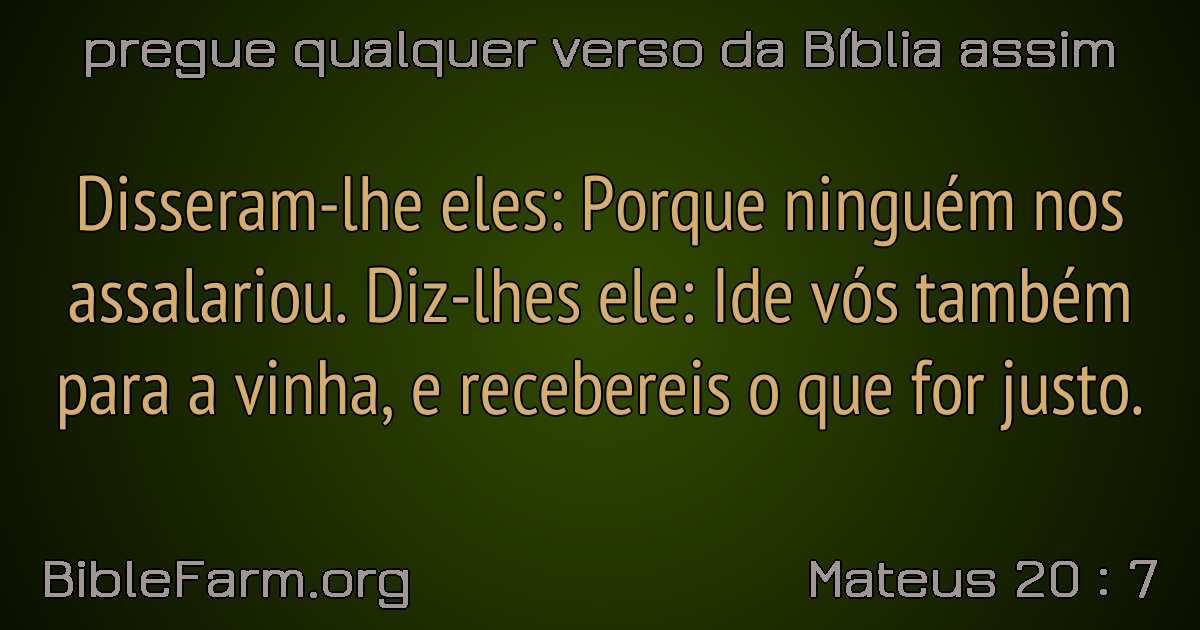 pregue qualquer verso da Bíblia assim
Disseram-lhe eles: Porque ninguém nos
assalariou. Diz-lhes ele: Ide vós também
para a vinha, e recebereis o que for justo.
BibleFarm.org
Mateus 20 : 7